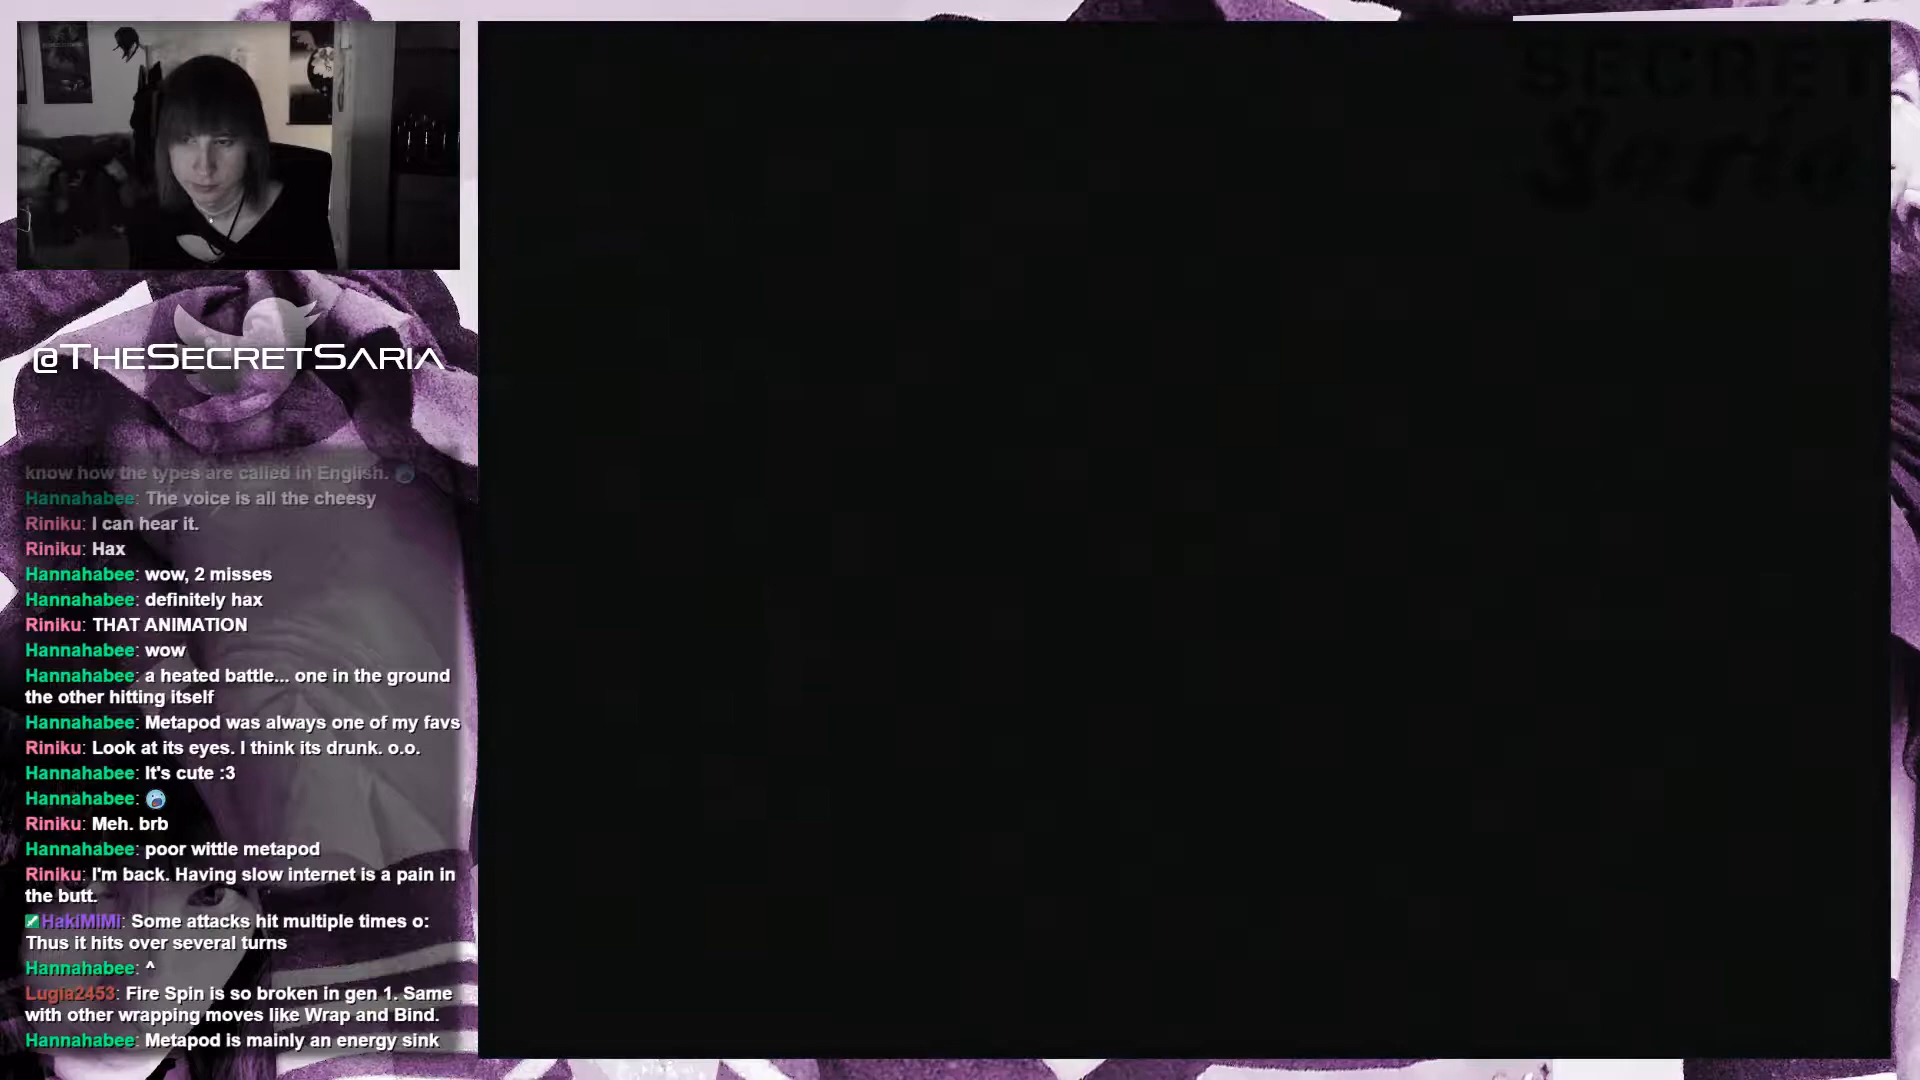 SECRET
Saria
@THESECRETSARIA
know how the types are called in English.
Hannahabee: The voice is all the cheesy
Riniku: I can hear it.
Riniku: Hax
Hannahabee: wow, 2 misses
Hannahabee: definitely hax
Riniku: THAT ANIMATION
Hannahabee: wow
Hannahabee: a heated battle... one in the ground
the other hitting itself
Hannahabee: Metapod was always one of my favs
Riniku: Look at its eyes. I think its drunk. o.o.
Hannahabee: It's cute :3
Hannahabee:
Riniku: Meh. brb
Hannahabee: poor wittle metapod
Riniku: I'm back. Having slow internet is a pain in
the butt.
HakiMiMi: Some attacks hit multiple times o:
Thus it hits over several turns
Hannahabee: ^
Lugia2453: Fire Spin is so broken in gen 1. Same
with other wrapping moves like Wrap and Bind.
Hannahabee: Metapod is mainly an energy sink